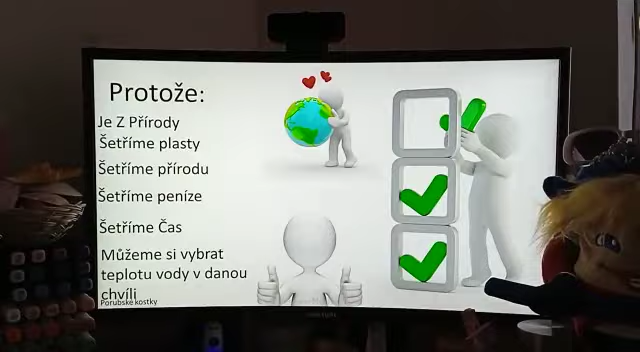 Protože:
Je Z Přírody
Šetříme plasty
Šetříme přírodu
Šetříme peníze
Šetříme Čas
Můžeme si vybrat
teplotu vody v danou
chvíli
Porubské kostky